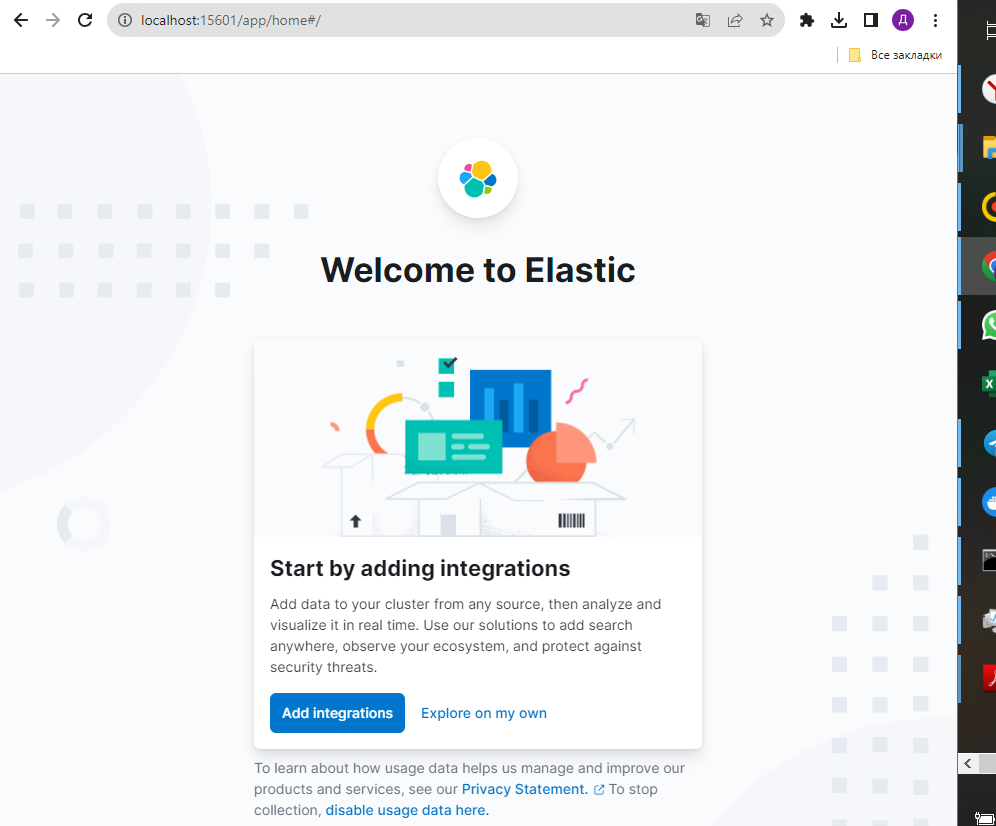 localhost:15601/app/home#/
Д
Все закладки
Welcome to Elastic
Start by adding integrations
Add data to your cluster from any source, then analyze and
visualize it in real time. Use our solutions to add search
anywhere, observe your ecosystem, and protect against
security threats.
Add integrations
Explore on my own
To learn about how usage data helps us manage and improve our
products and services, see our Privacy Statement. To stop
collection, disable usage data here.